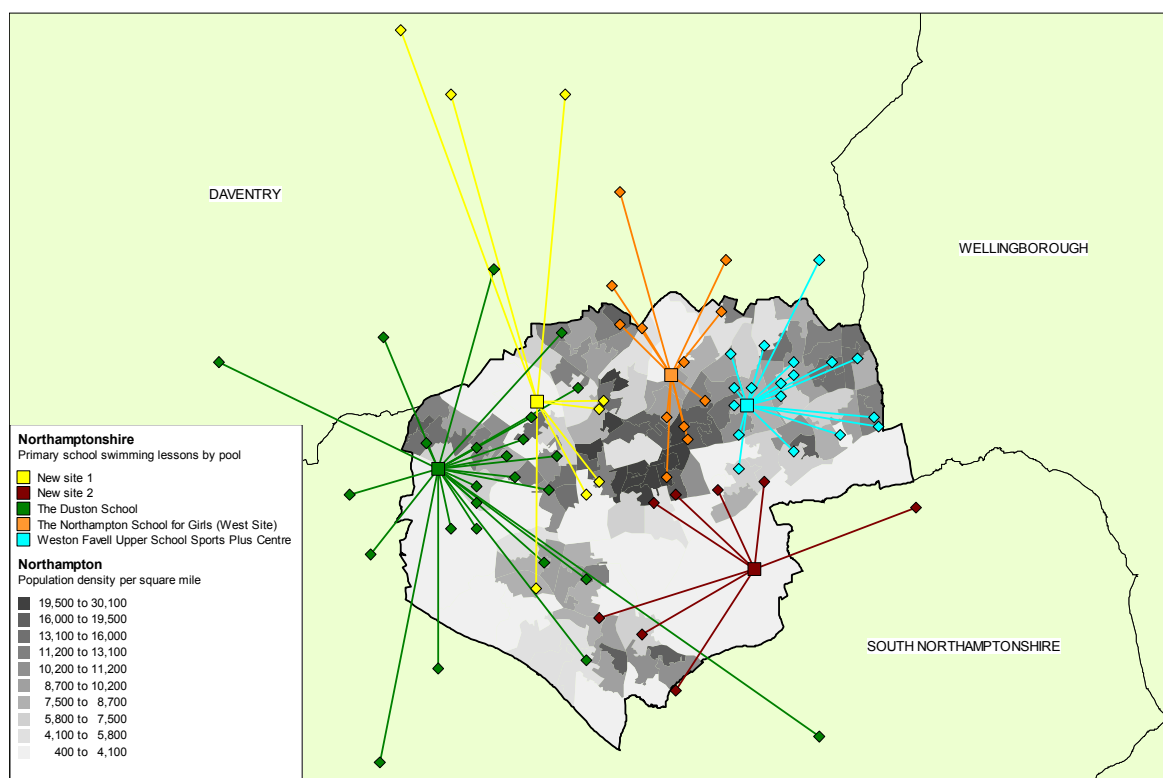 DAVENTRY
WELLINGBOROUGH
SOUTH NORTHAMPTONSHIRE
Northamptonshire
Primary school swimming lessons by pool
New site 1
New site 2
The Duston School
The Northampton School for Girls (West Site)
Weston Favell Upper School Sports Plus Centre
Northampton
Population density per square mile
19,500 to 30,100
16,000 to 19,500
13,100 to 16,000
11,200 to 13,100
10,200 to 11,200
8,700 to 10,200
7,500 to 8,700
5,800 to 7,500
4,100 to 5,800
400 to 4,100